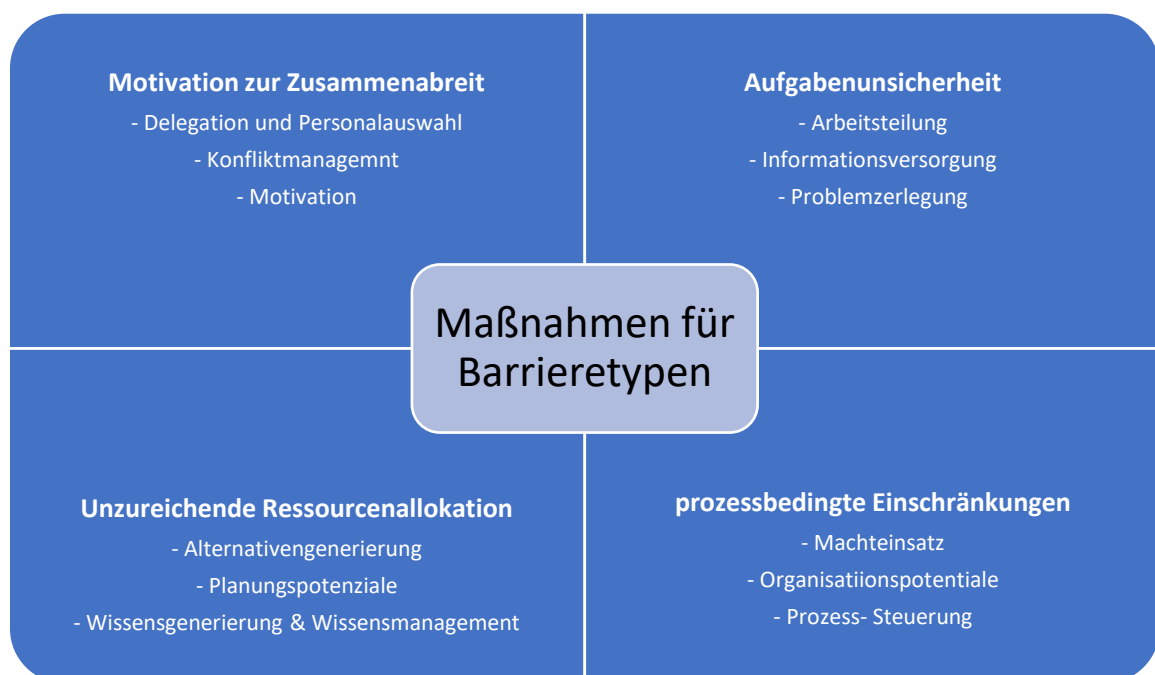 Motivation zur Zusammenabreit
- Delegation und Personalauswahl
- Konfliktmanagemnt
- Motivation
Aufgabenunsicherheit
- Arbeitsteilung
- Informationsversorgung
- Problemzerlegung
Maßnahmen für
Barrieretypen
Unzureichende Ressourcenallokation
- Alternativengenerierung
- Planungspotenziale
- Wissensgenerierung & Wissensmanagement
prozessbedingte Einschränkungen
- Machteinsatz
- Organisatiionspotentiale
- Prozess- Steuerung